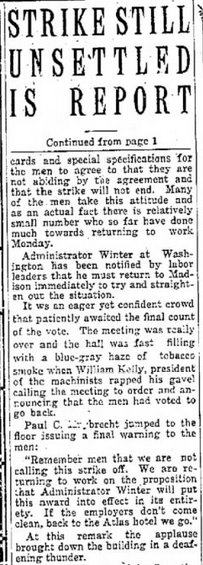 STRIKE STILL
UNSETTLED
IS REPORT
Continued from page 1
cards and special specifications for
the men to agree to that they are
not abiding by the agreement and
that the strike will not end. Many
of the men take this attitude and
as an actual fact there is relatively
small number who so far have done
much towards returning to work
Monday.
Administrator Winter at Wash-
ington has been notified by labor
leaders that he must return to Mad-
ison immediately to try and straight-
en out the situation.
It ws an eager yet confident crowd
that patiently awaited the final count
of the vote. The meeting was really
over and the hall was fast filling
with a blue-gray haze of tobacco
smoke when William Kelly, president
of the machinists rapped his gavel
calling the meeting to order and an-
nouncing that the men had voted to
go back.
Paul C. jumped to the
floor issuing a final warning to the
men:
"Remember men that we are not
calling this strike off. We are re-
turning to work on the proposition
that Administrator Winter will put
this award into effect in its entir-
ety. If the employers don't come
clean, back to the Atlas hotel we go."
At this remark the applause
brought down the building in a deaf-
ening thunder.